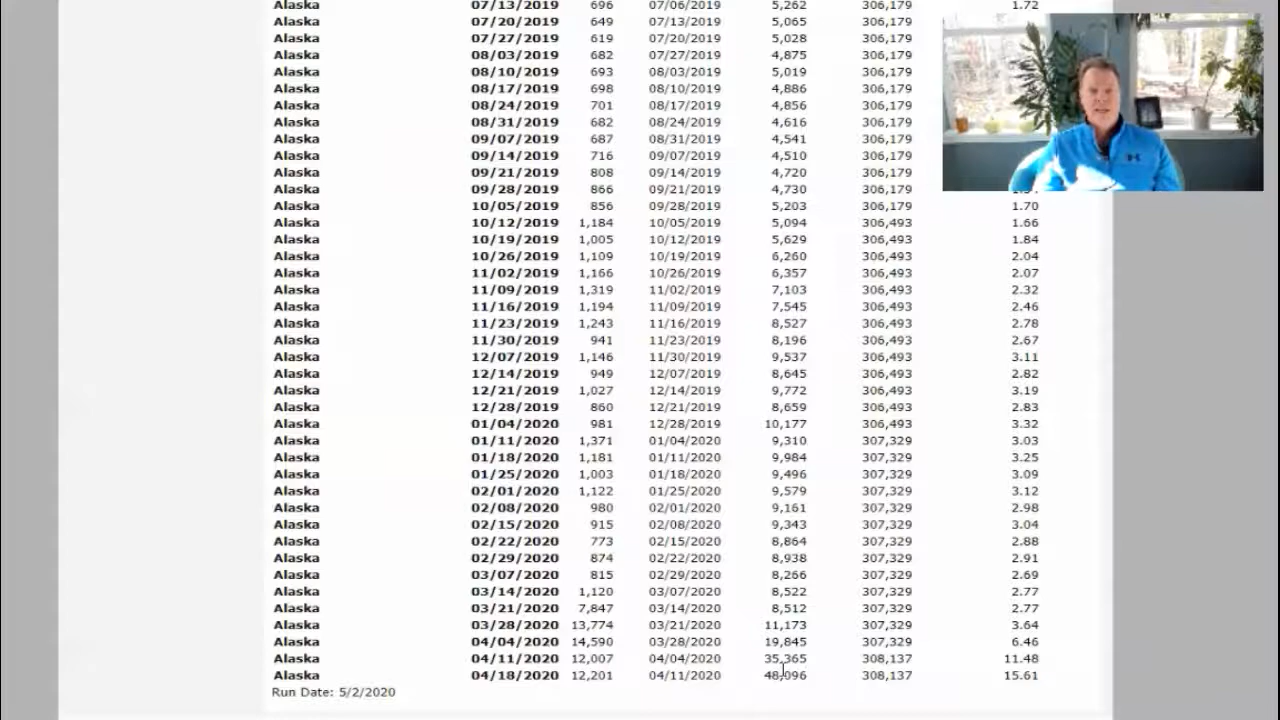 Alaska 07/13/2019 696 07/06/2019 5,262 306,179 1.72
Alaska 07/20/2019 649 07/13/2019 5,065 306,179
Alaska 07/27/2019 619 07/20/2019 5,028 306,179
Alaska 08/03/2019 682 07/27/2019 4,875 306,179
Alaska 08/10/2019 693 08/03/2019 5,019 306,179
Alaska 08/17/2019 698 08/10/2019 4,886 306,179
Alaska 08/24/2019 701 08/17/2019 4,856 306,179
Alaska 08/31/2019 682 08/24/2019 4,616 306,179
Alaska 09/07/2019 687 08/31/2019 4,541 306,179
Alaska 09/14/2019 716 09/07/2019 4,510 306,179
Alaska 09/21/2019 808 09/14/2019 4,720 306,179
Alaska 09/28/2019 866 09/21/2019 4,730 306,179
Alaska 10/05/2019 856 09/28/2019 5,203 306,179 1.70
Alaska 10/12/2019 1,184 10/05/2019 5,094 306,493 1.66
Alaska 10/19/2019 1,005 10/12/2019 5,629 306,493 1.84
Alaska 10/26/2019 1,109 10/19/2019 6,260 306,493 2.04
Alaska 11/02/2019 1,166 10/26/2019 6,357 306,493 2.07
Alaska 11/09/2019 1,319 11/02/2019 7,103 306,493 2.32
Alaska 11/16/2019 1,194 11/09/2019 7,545 306,493 2.46
Alaska 11/23/2019 1,243 11/16/2019 8,527 306,493 2.78
Alaska 11/30/2019 941 11/23/2019 8,196 306,493 2.67
Alaska 12/07/2019 1,146 11/30/2019 9,537 306,493 3.11
Alaska 12/14/2019 949 12/07/2019 8,645 306,493 2.82
Alaska 12/21/2019 1,027 12/14/2019 9,772 306,493 3.19
Alaska 12/28/2019 860 12/21/2019 8,659 306,493 2.83
Alaska 01/04/2020 981 12/28/2019 10,177 306,493 3.32
Alaska 01/11/2020 1,371 01/04/2020 9,310 307,329 3.03
Alaska 01/18/2020 1,181 01/11/2020 9,984 307,329 3.25
Alaska 01/25/2020 1,003 01/18/2020 9,496 307,329 3.09
Alaska 02/01/2020 1,122 01/25/2020 9,579 307,329 3.12
Alaska 02/08/2020 980 02/01/2020 9,161 307,329 2.98
Alaska 02/15/2020 915 02/08/2020 9,343 307,329 3.04
Alaska 02/22/2020 773 02/15/2020 8,864 307,329 2.88
Alaska 02/29/2020 874 02/22/2020 8,938 307,329 2.91
Alaska 03/07/2020 815 02/29/2020 8,266 307,329 2.69
Alaska 03/14/2020 1,120 03/07/2020 8,522 307,329 2.77
Alaska 03/21/2020 7,847 03/14/2020 8,512 307,329 2.77
Alaska 03/28/2020 13,774 03/21/2020 11,173 307,329 3.64
Alaska 04/04/2020 14,590 03/28/2020 19,845 307,329 6.46
Alaska 04/11/2020 12,007 04/04/2020 35,365 308,137 11.48
Alaska 04/18/2020 12,201 04/11/2020 48,096 308,137 15.61
Run Date: 5/2/2020